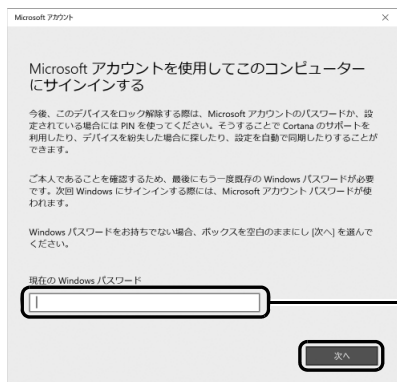 Microsoft アカウント
Microsoft アカウントを使用してこのコンピューター
にサインインする
今後、このデバイスをロック解除する際は、Microsoft アカウントのパスワードか、設
定されている場合には PIN を使ってください。そうすることで Cortana のサポートを
利用したり、デバイスを紛失した場合に探したり、設定を自動で同期したりすることが
できます。
ご本人であることを確認するため、最後にもう一度既存の Windows パスワードが必要
です。次回 Windows にサインインする際には、Microsoft アカウント パスワードが使
われます。
Windows パスワードをお持ちでない場合、ボックスを空白のままにし [次へ] を選んで
ください。
現在の Windows パスワード
次へ